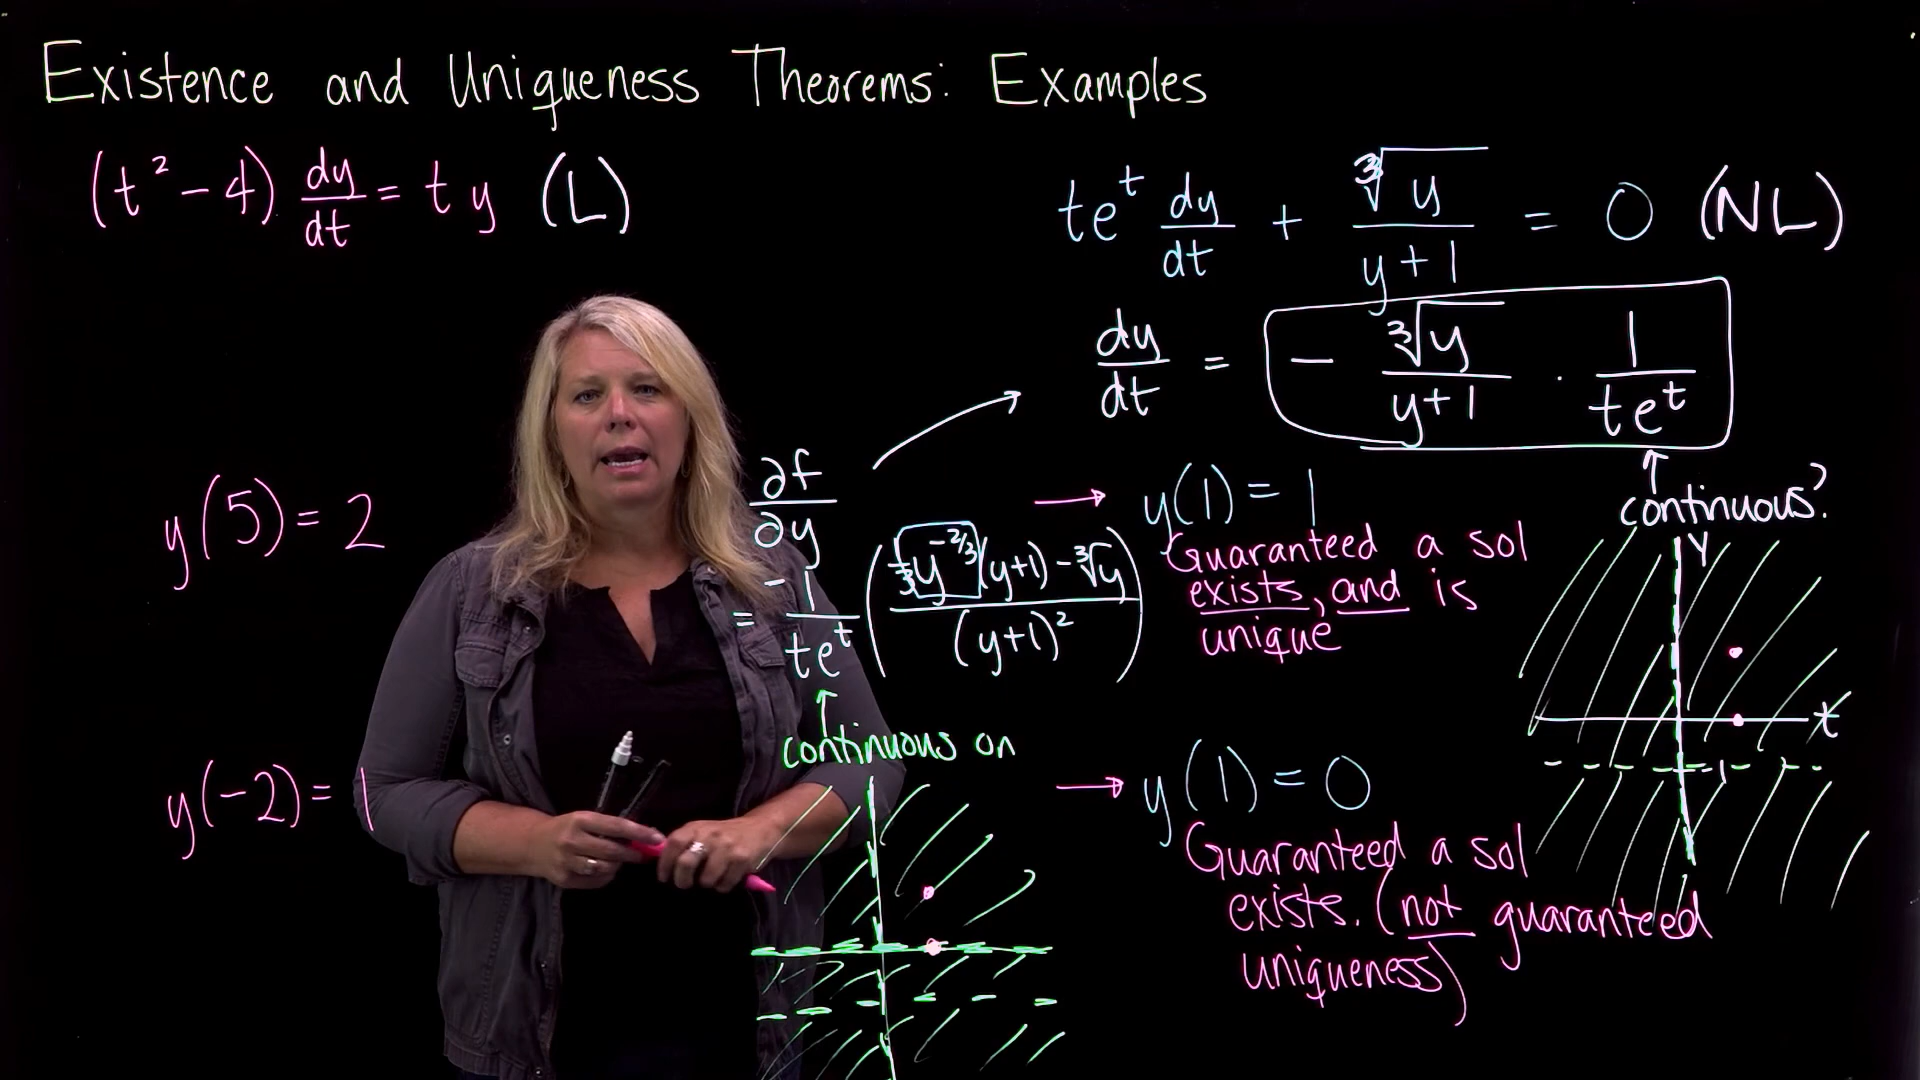 Existence and Uniqueness Theorems: Examples
(t² - 4) dy/dt = t y (L)
y(5) = 2
y(-2) = 1
te^t dy/dt + ∛y/(y+1) = 0 (NL)
dy/dt = - ∛y/(y+1) · 1/(te^t)
↑
continuous?
∂f/∂y
= -1/(te^t) ((1/3 y^(-2/3) (y+1) - ∛y)/(y+1)²)
↑
continuous on
→ y(1) = 1
Guaranteed a sol
exists, and is
unique
y
t
-1
→ y(1) = 0
Guaranteed a sol
exists. (not guaranteed
uniqueness)